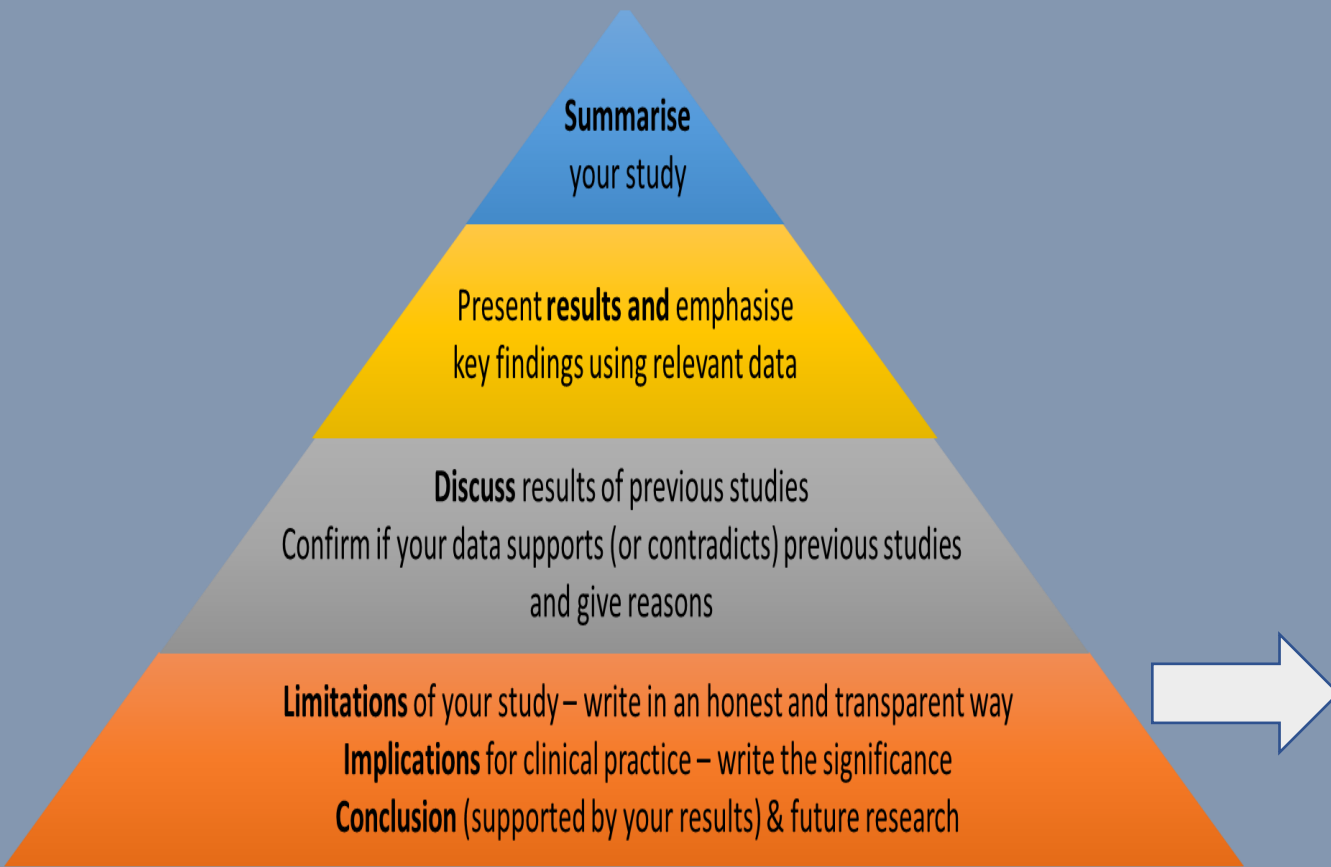 Summarise
your study
Present results and emphasise
key findings using relevant data
Discuss results of previous studies
Confirm if your data supports (or contradicts) previous studies
and give reasons
Limitations of your study – write in an honest and transparent way
Implications for clinical practice – write the significance
Conclusion (supported by your results) & future research